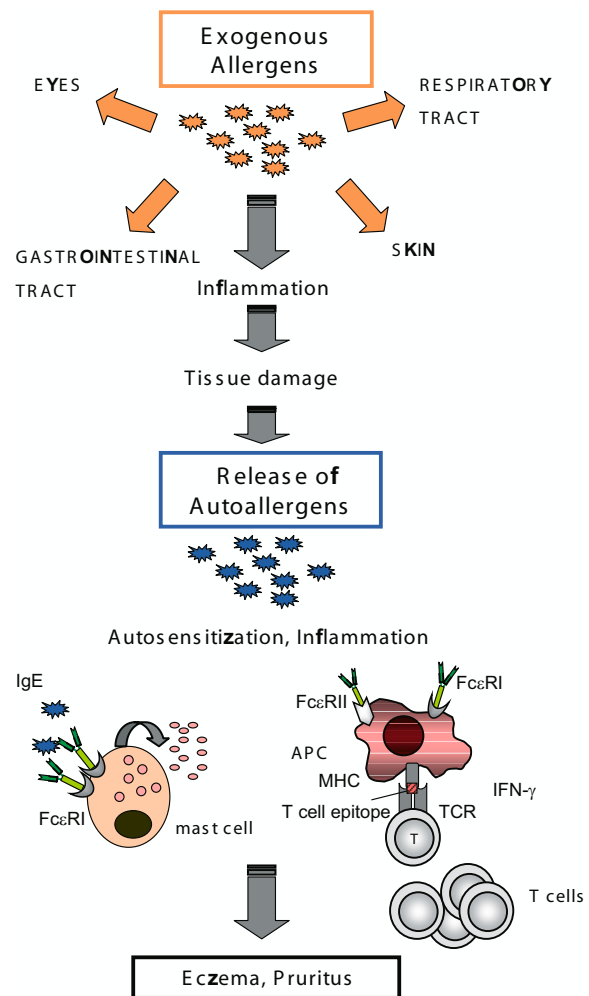 Exogenous
Allergens
EYES
RESPIRATORY
TRACT
GASTROINTESTINAL
TRACT
SKIN
Inflammation
Tissue damage
Release of
Autoallergens
Autosensitization, Inflammation
IgE
FcεRI
mast cell
FcεRII
FcεRI
APC
MHC
IFN-γ
T cell epitope
TCR
T
T cells
Eczema, Pruritus